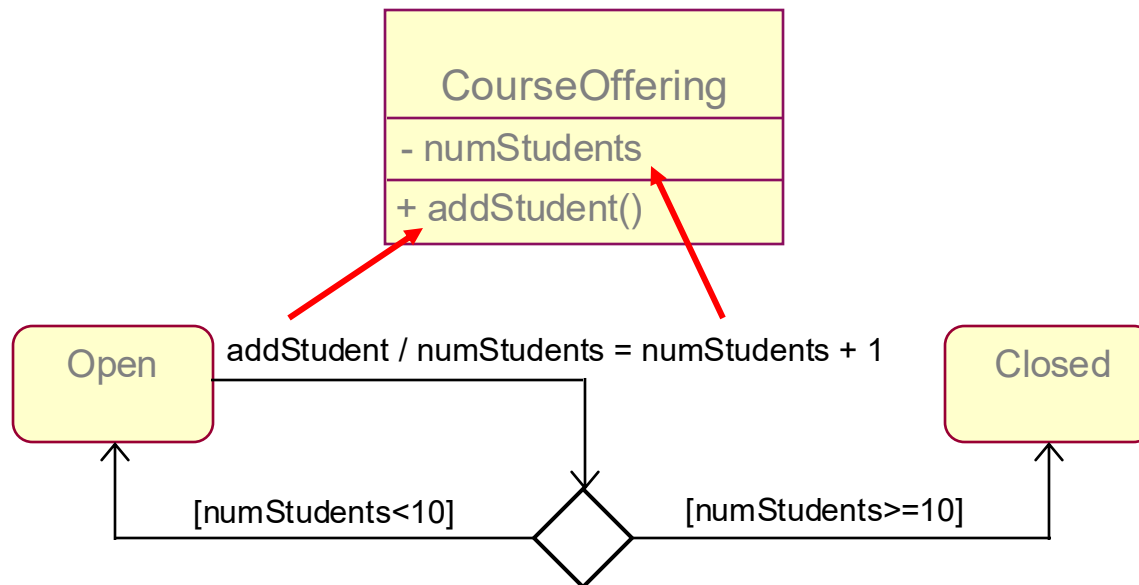 CourseOffering
- numStudents
+ addStudent()
addStudent / numStudents = numStudents + 1
Open
Closed
[numStudents<10]
[numStudents>=10]